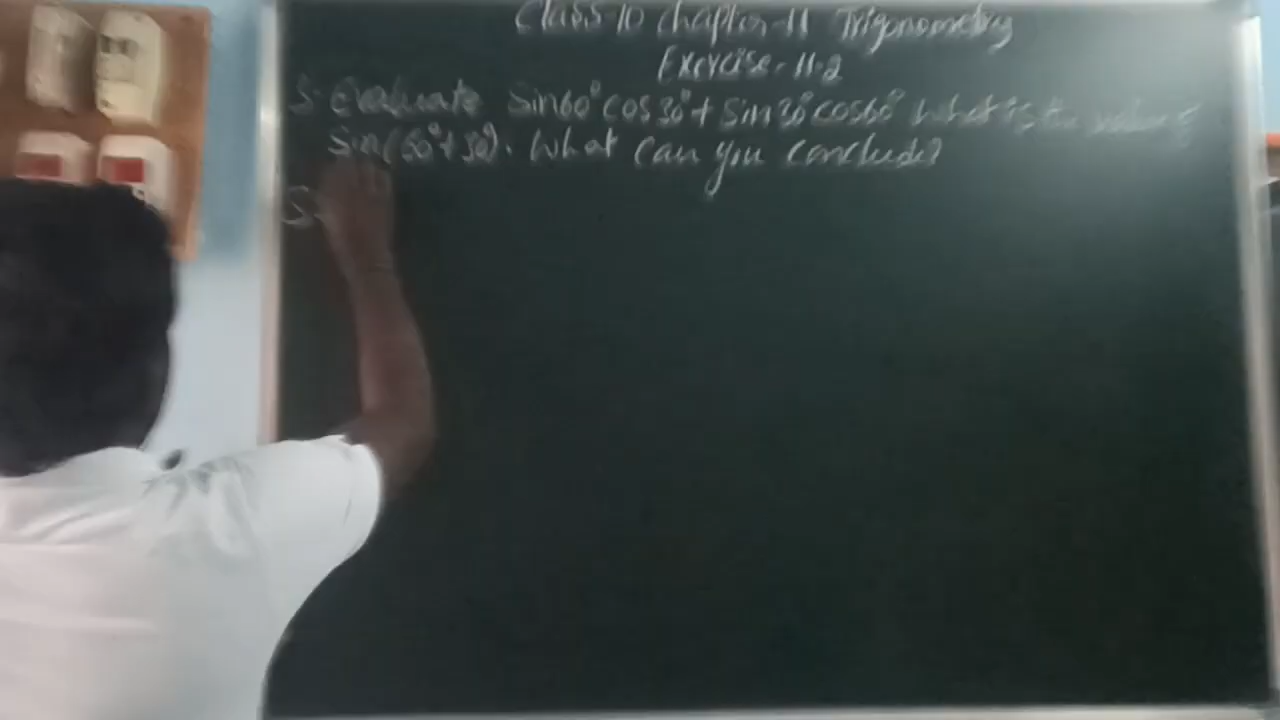 Class-10 Chapter-11 Trigonometry
Exercise-11.2
5. Evaluate Sin60° cos30° + Sin30° cos60° What is the value of
Sin(60°+30°). What can you conclude?
S